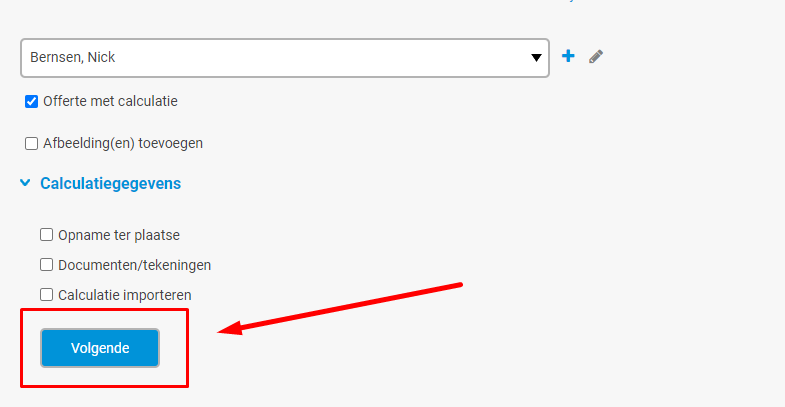 Bernsen, Nick
Offerte met calculatie
Afbeelding(en) toevoegen
Calculatiegegevens
Opname ter plaatse
Documenten/tekeningen
Calculatie importeren
Volgende